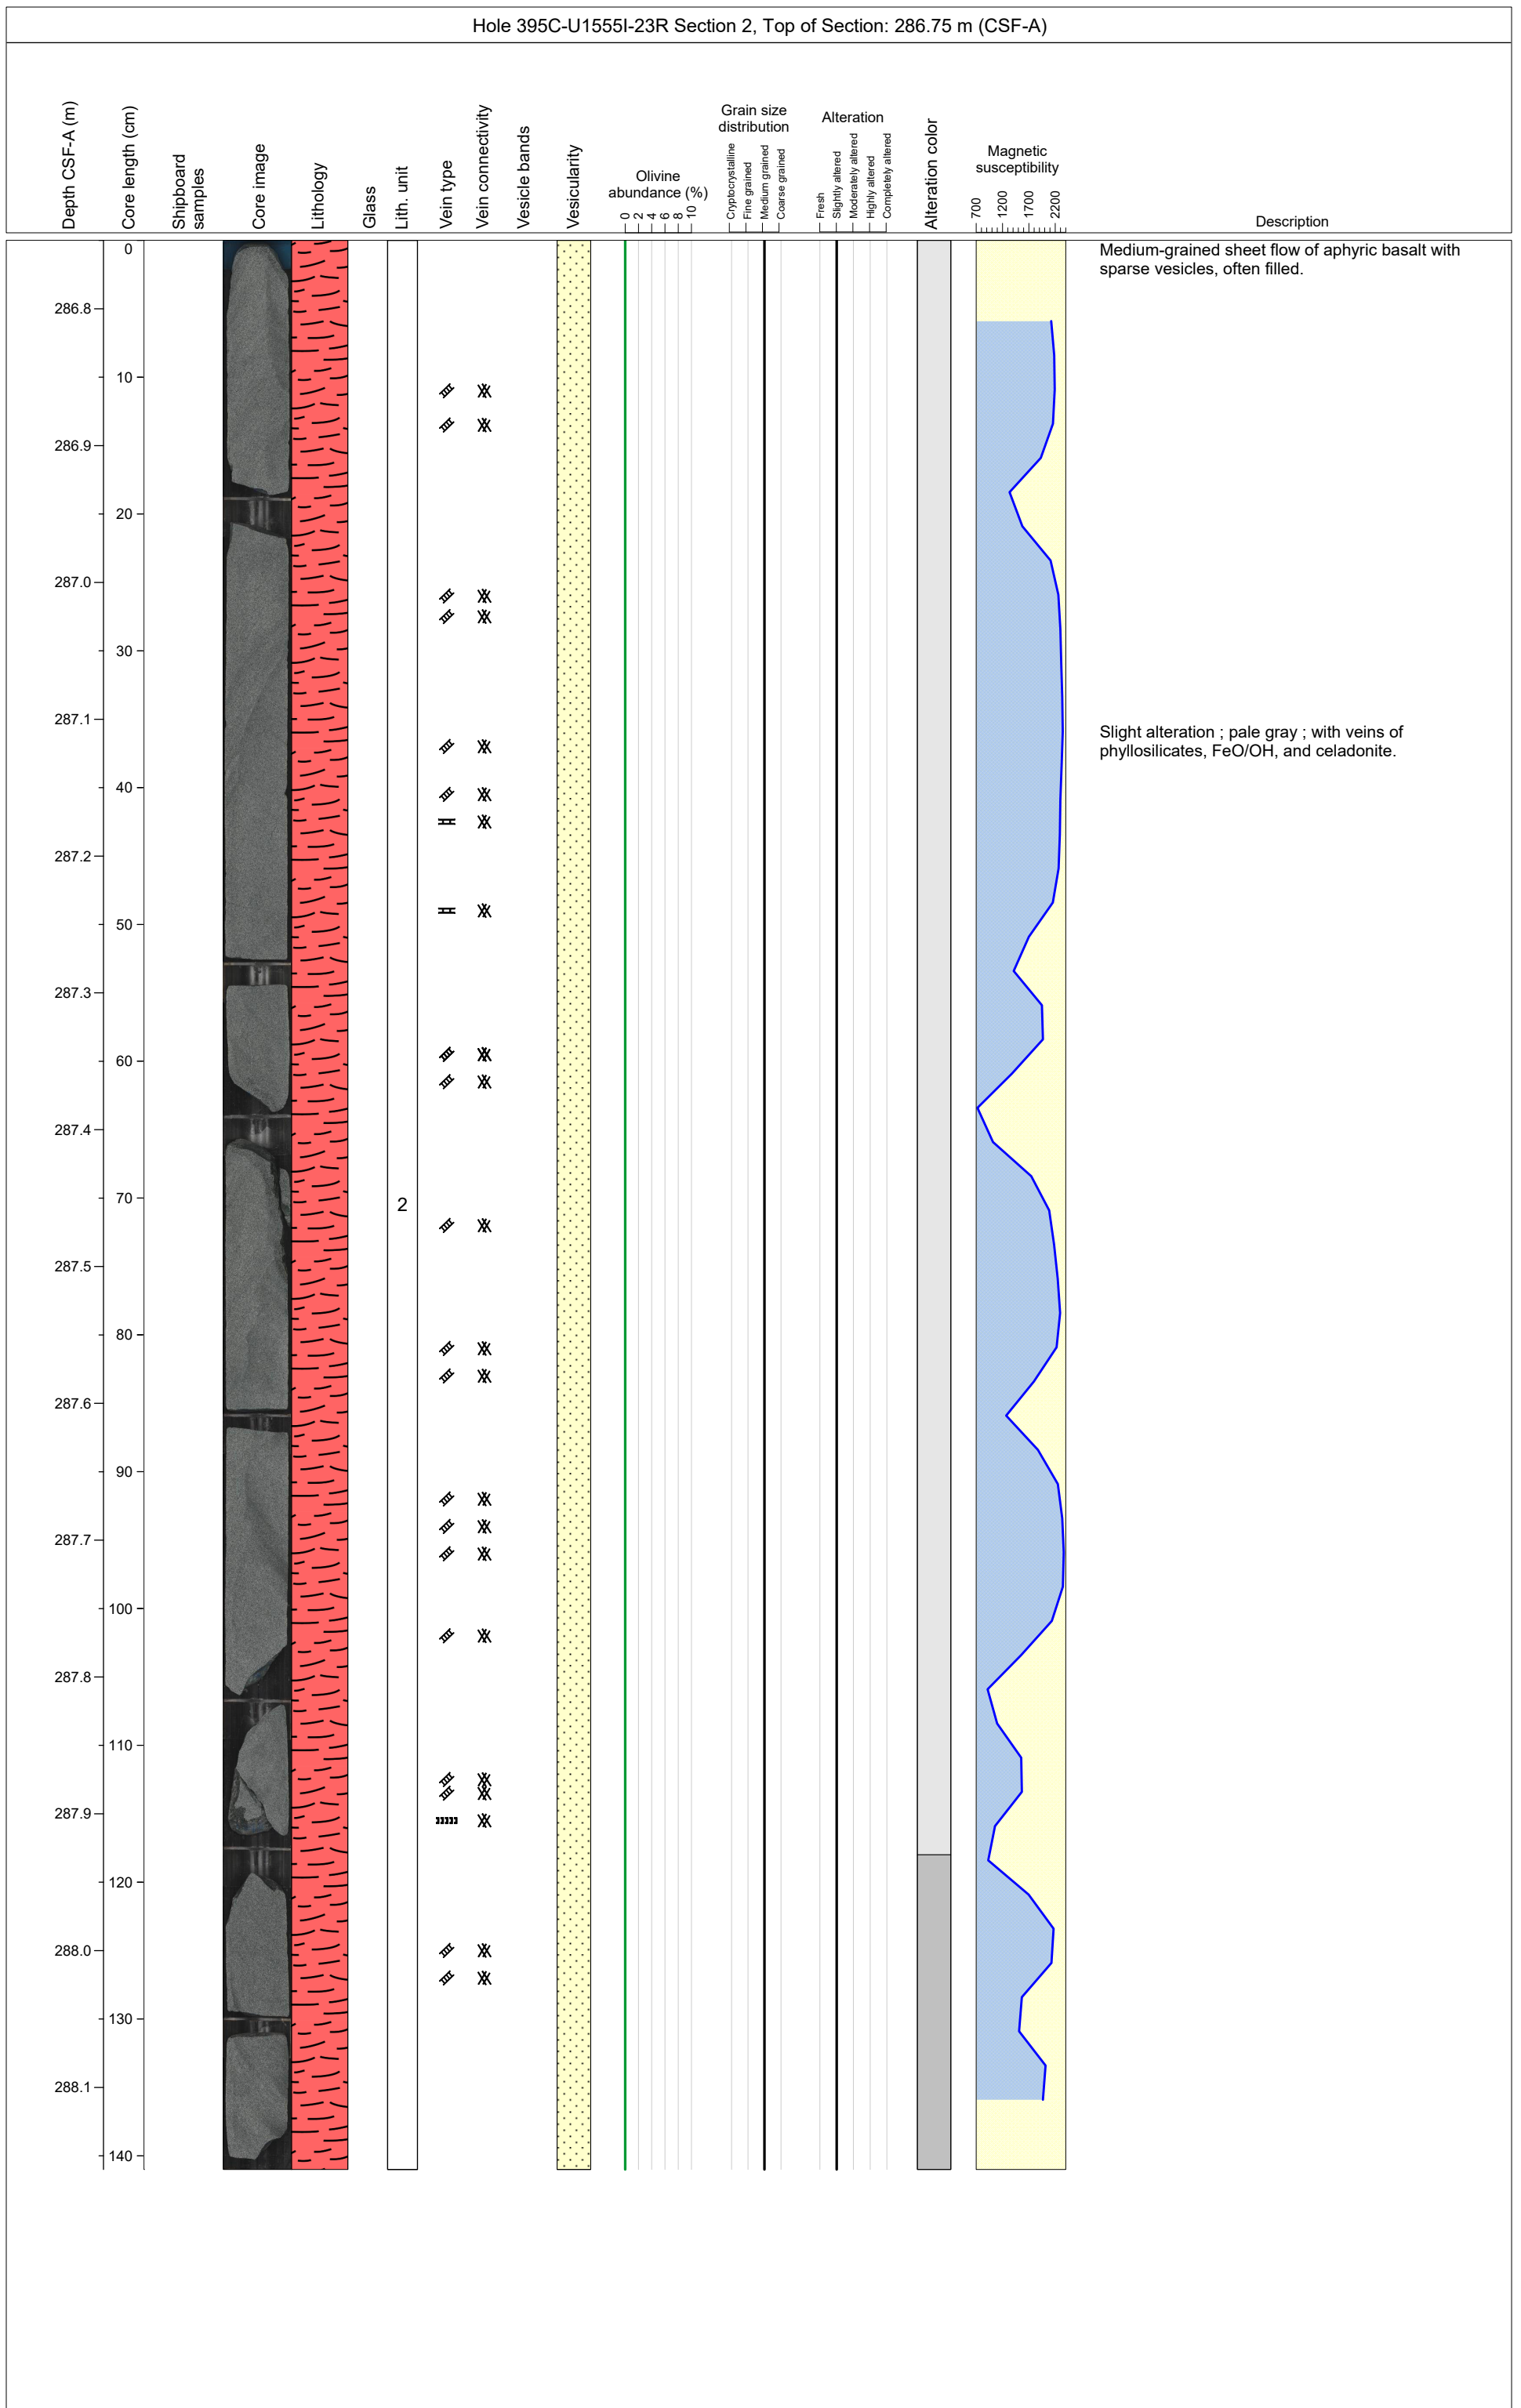 Hole 395C-U1555I-23R Section 2, Top of Section: 286.75 m (CSF-A)
Depth CSF-A (m)
Core length (cm)
Shipboard
samples
Core image
Lithology
Glass
Lith. unit
Vein type
Vein connectivity
Vesicle bands
Vesicularity
Olivine
abundance (%)
0 2 4 6 8 10
Grain size
distribution
Cryptocrystalline
Fine grained
Medium grained
Coarse grained
Alteration
Fresh
Slightly altered
Moderately altered
Highly altered
Completely altered
Alteration color
Magnetic
susceptibility
700 1200 1700 2200
Description
0
Medium-grained sheet flow of aphyric basalt with
sparse vesicles, often filled.
286.8
10
286.9
20
287.0
30
287.1
Slight alteration ; pale gray ; with veins of
phyllosilicates, FeO/OH, and celadonite.
40
287.2
50
287.3
60
287.4
70
2
287.5
80
287.6
90
287.7
100
287.8
110
287.9
120
288.0
130
288.1
140